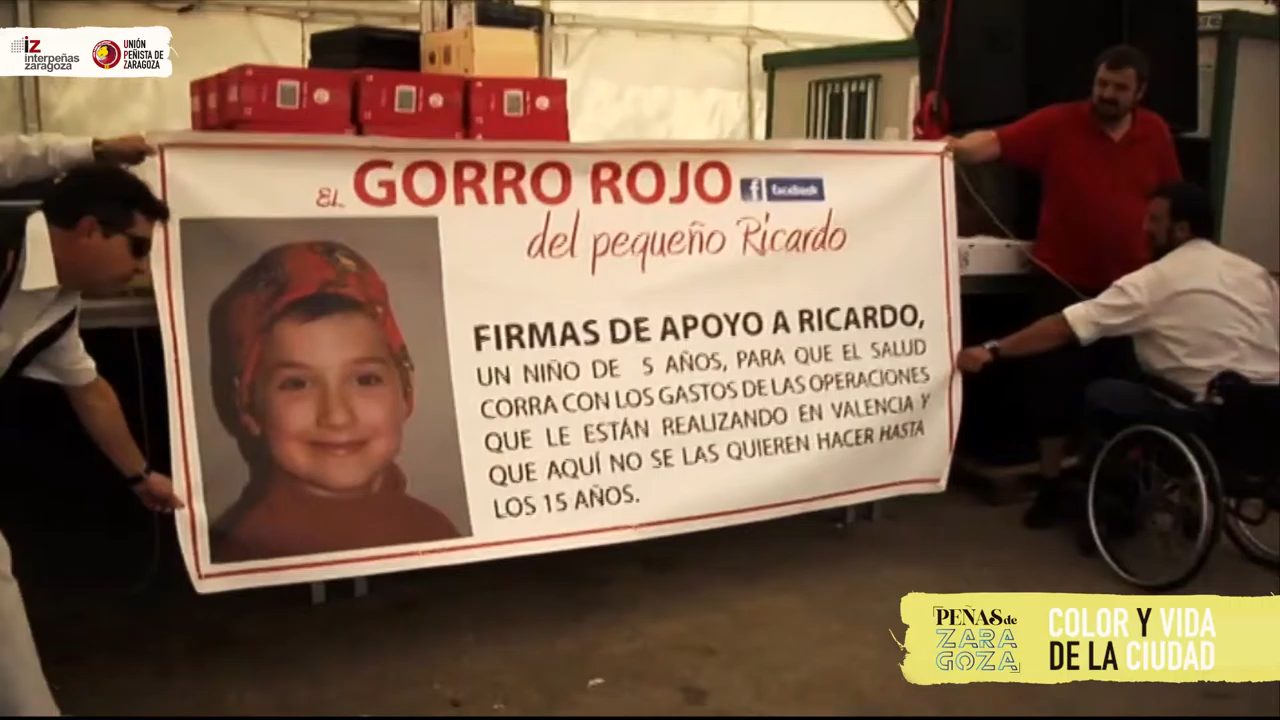 iz
interpeñas
zaragoza
UNIÓN
PEÑISTA DE
ZARAGOZA
EL GORRO ROJO f facebook
del pequeño Ricardo
FIRMAS DE APOYO A RICARDO,
UN NIÑO DE 5 AÑOS, PARA QUE EL SALUD
CORRA CON LOS GASTOS DE LAS OPERACIONES
QUE LE ESTÁN REALIZANDO EN VALENCIA Y
QUE AQUÍ NO SE LAS QUIEREN HACER HASTA
LOS 15 AÑOS.
PEÑAS de
ZARA
GOZA
COLOR Y VIDA
DE LA CIUDAD